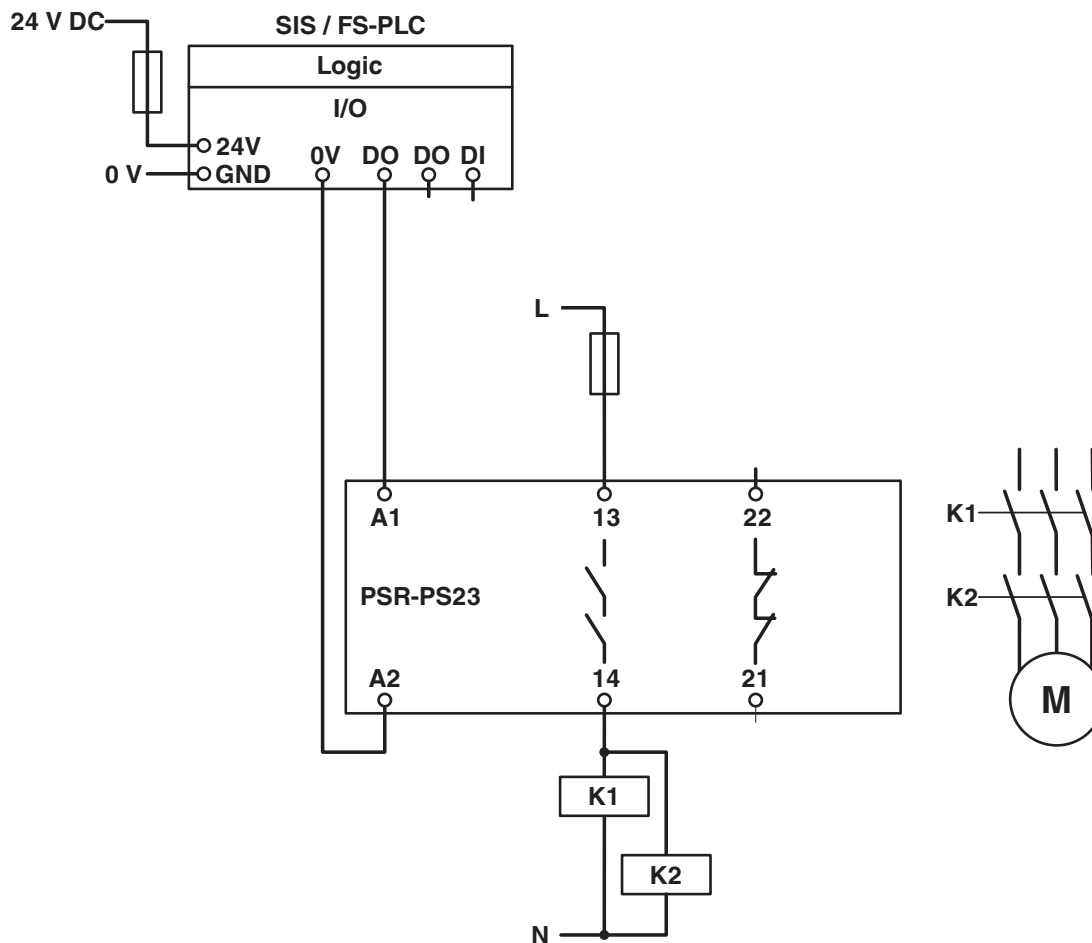 24 V DC
SIS / FS-PLC
Logic
I/O
24V
0V DO DO DI
0 V
GND
L
A1 13 22
K1
PSR-PS23
K2
A2 14 21
M
K1
K2
N